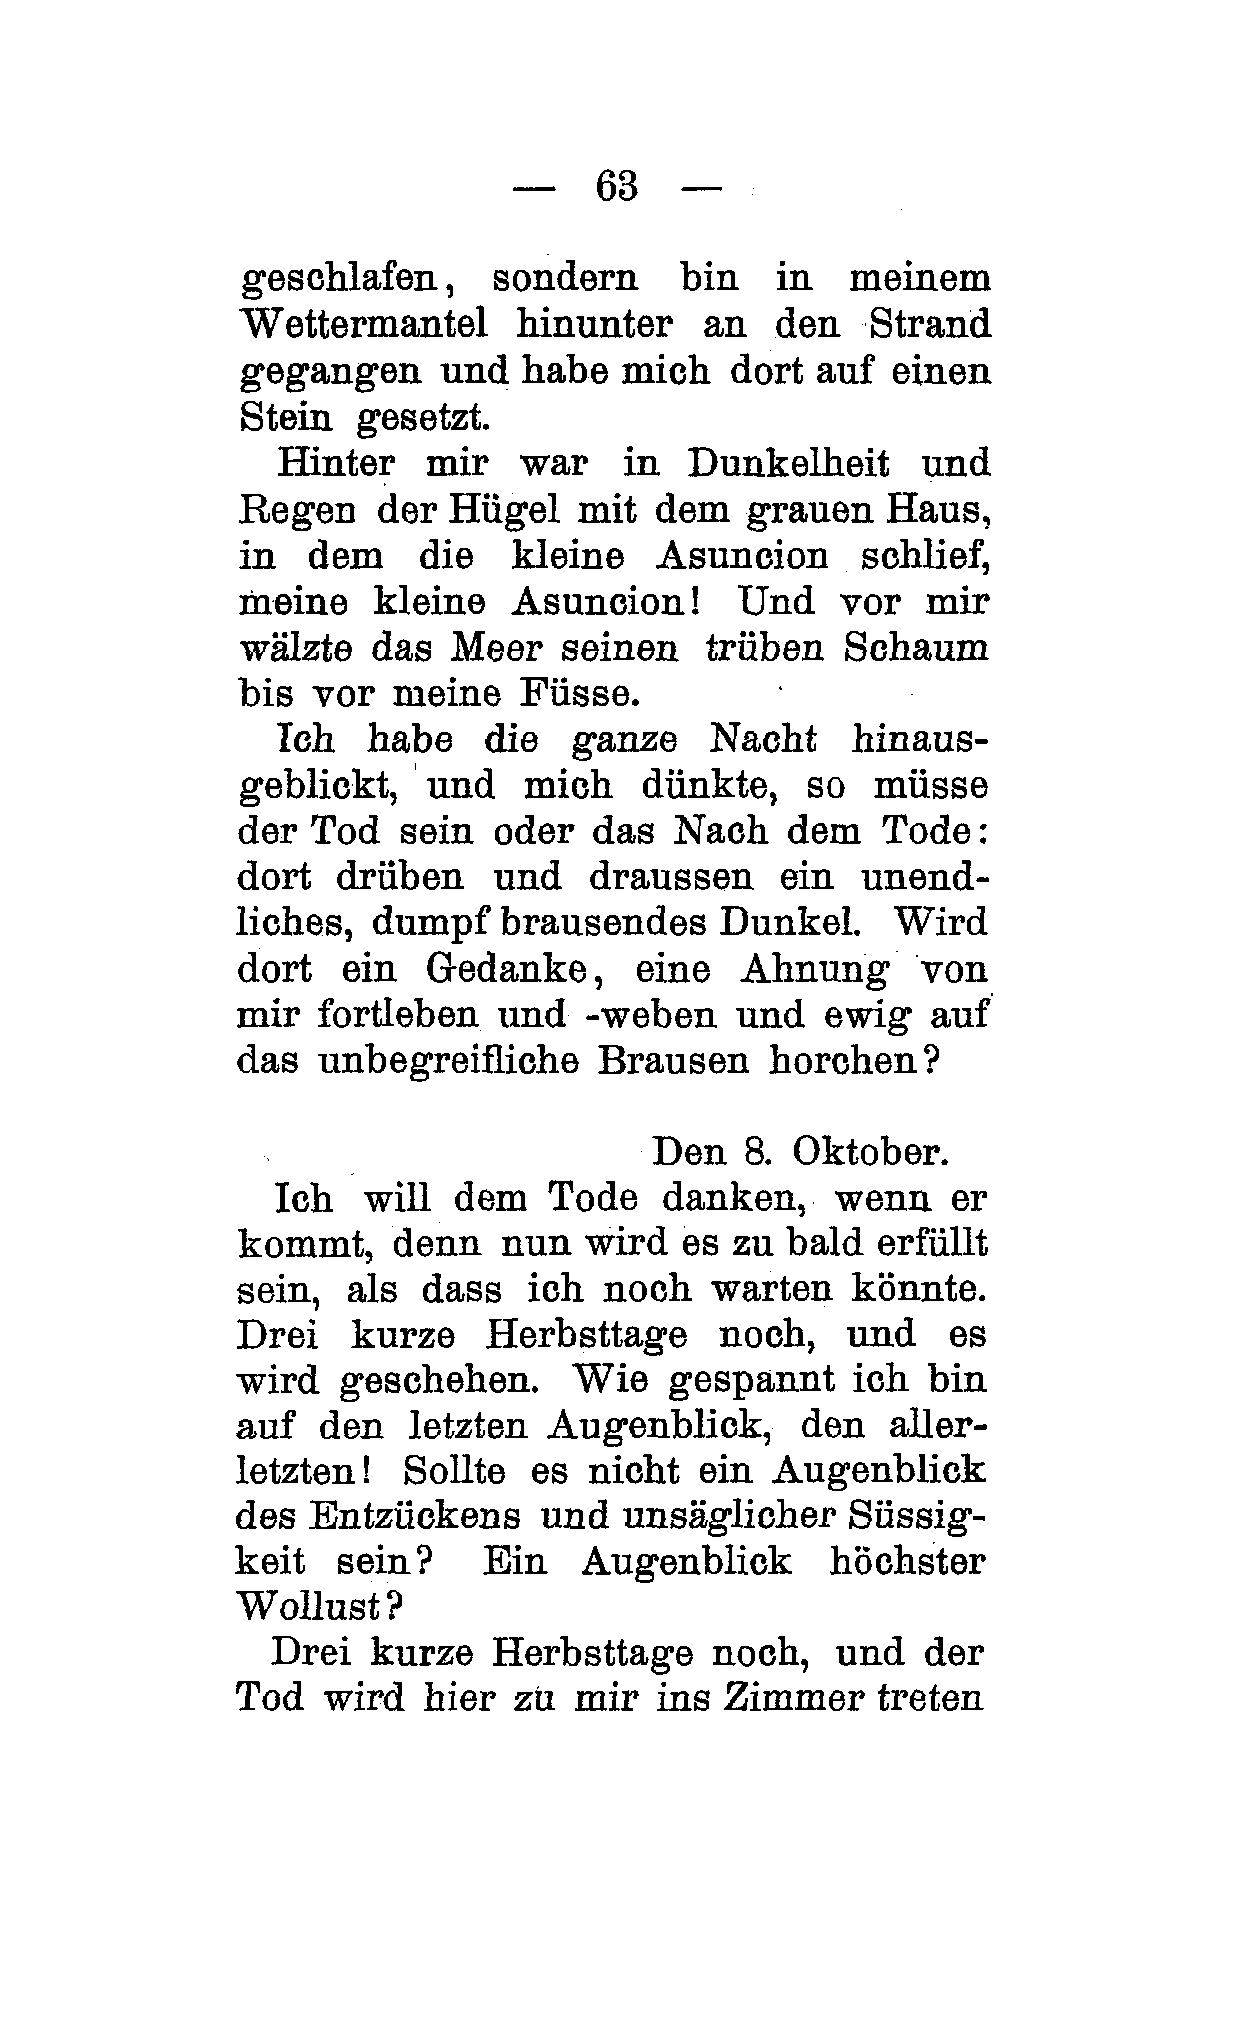 — 63 —
geschlafen, sondern bin in meinem
Wettermantel hinunter an den Strand
gegangen und habe mich dort auf einen
Stein gesetzt.
Hinter mir war in Dunkelheit und
Regen der Hügel mit dem grauen Haus,
in dem die kleine Asuncion schlief,
meine kleine Asuncion! Und vor mir
wälzte das Meer seinen trüben Schaum
bis vor meine Füsse.
Ich habe die ganze Nacht hinaus-
geblickt, und mich dünkte, so müsse
der Tod sein oder das Nach dem Tode:
dort drüben und draussen ein unend-
liches, dumpf brausendes Dunkel. Wird
dort ein Gedanke, eine Ahnung von
mir fortleben und -weben und ewig auf
das unbegreifliche Brausen horchen?
Den 8. Oktober.
Ich will dem Tode danken, wenn er
kommt, denn nun wird es zu bald erfüllt
sein, als dass ich noch warten könnte.
Drei kurze Herbsttage noch, und es
wird geschehen. Wie gespannt ich bin
auf den letzten Augenblick, den aller-
letzten! Sollte es nicht ein Augenblick
des Entzückens und unsäglicher Süssig-
keit sein? Ein Augenblick höchster
Wollust?
Drei kurze Herbsttage noch, und der
Tod wird hier zu mir ins Zimmer treten